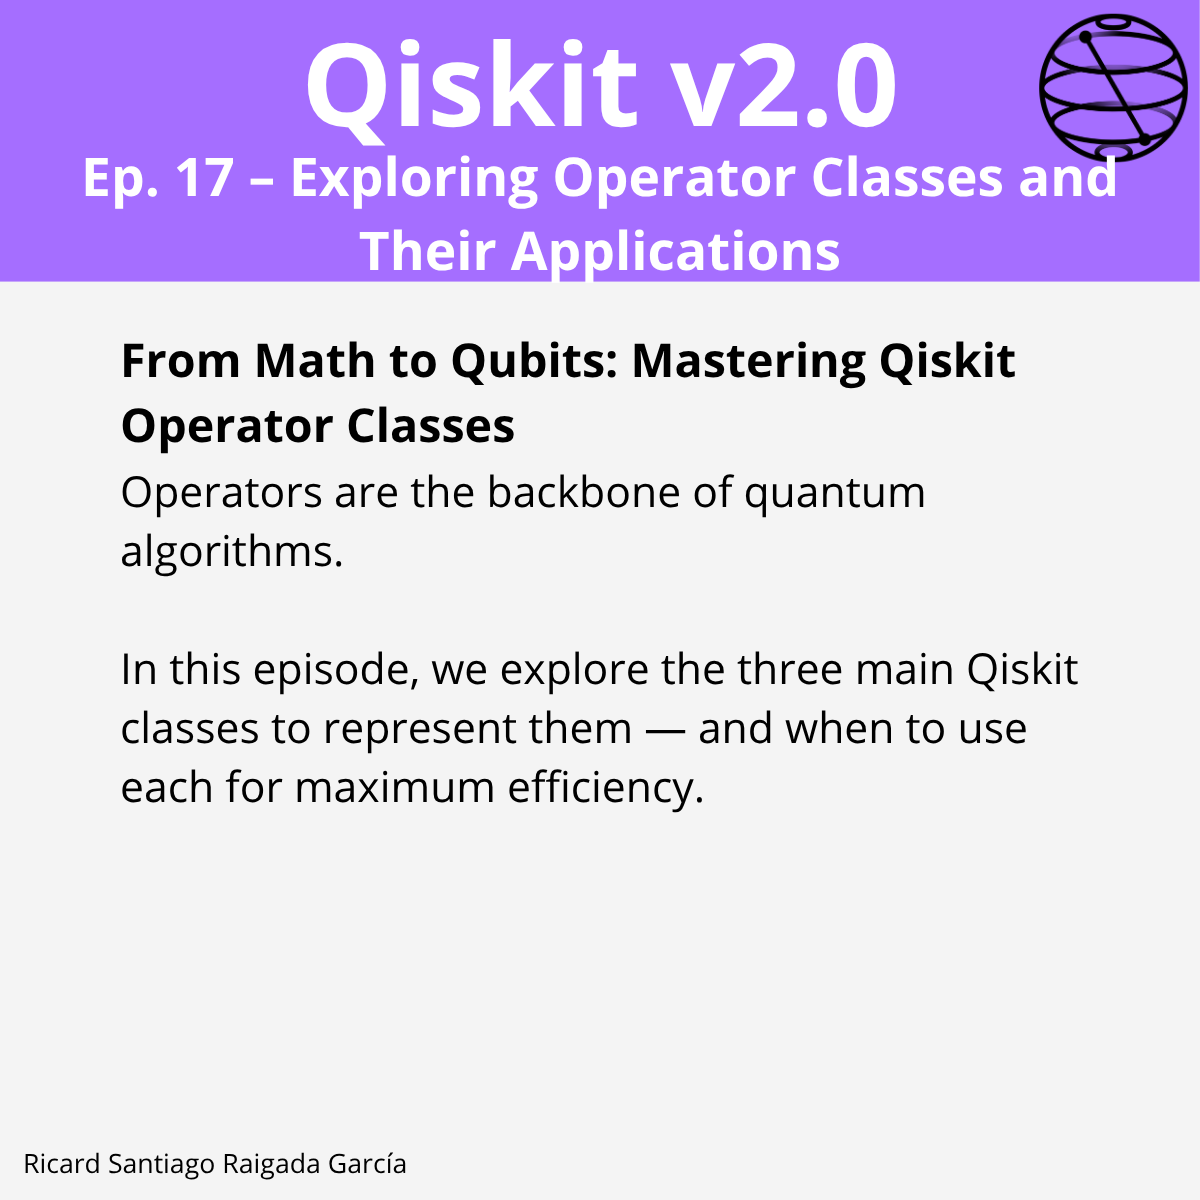 Qiskit v2.0
Ep. 17 – Exploring Operator Classes and
Their Applications
From Math to Qubits: Mastering Qiskit
Operator Classes
Operators are the backbone of quantum
algorithms.
In this episode, we explore the three main Qiskit
classes to represent them — and when to use
each for maximum efficiency.
Ricard Santiago Raigada García